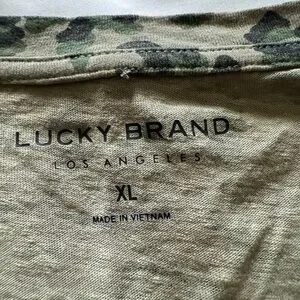 LUCKY BRAND
LOS ANGELES
XL
MADE IN VIETNAM